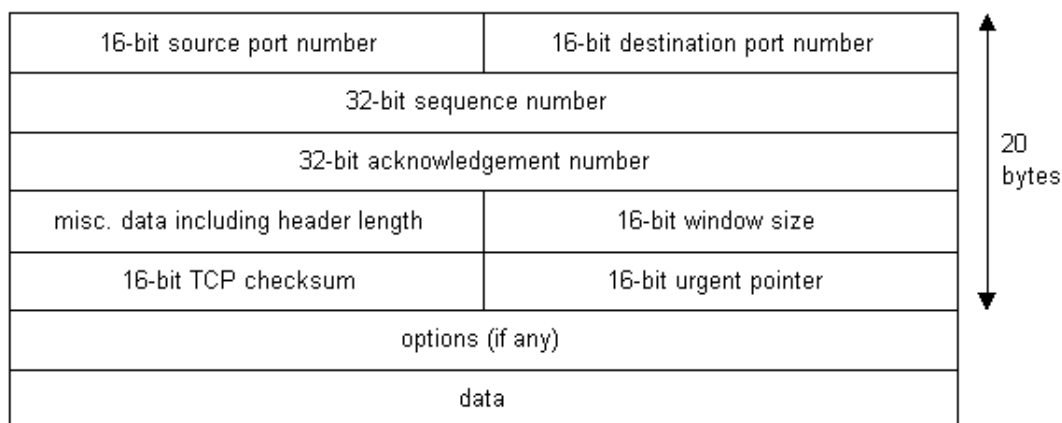 16-bit source port number
16-bit destination port number
32-bit sequence number
32-bit acknowledgement number
20
bytes
misc. data including header length
16-bit window size
16-bit TCP checksum
16-bit urgent pointer
options (if any)
data